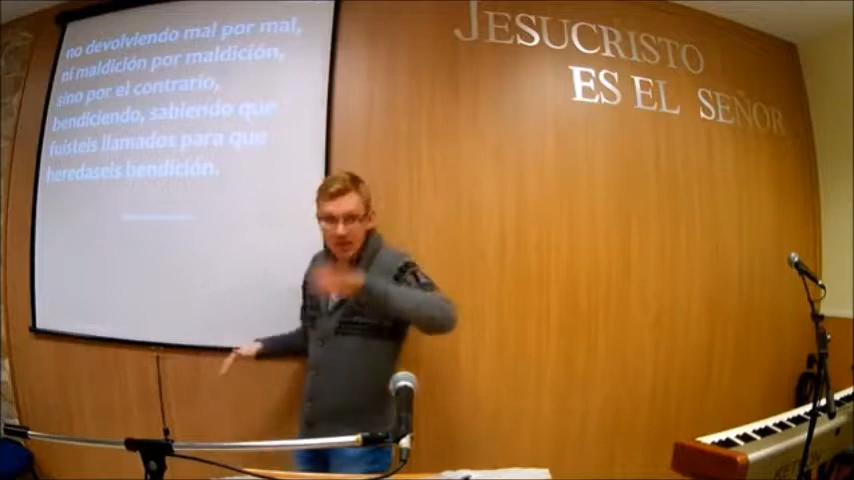 no devolviendo mal por mal,
ni maldición por maldición,
sino por el contrario
bendiciendo, sabiendo que
fuisteis llamados para que
heredaseis bendición.
JESUCRISTO
ES EL SEÑOR
KETRON